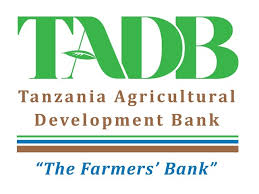 TADB
Tanzania Agricultural
Development Bank
“The Farmers’ Bank”